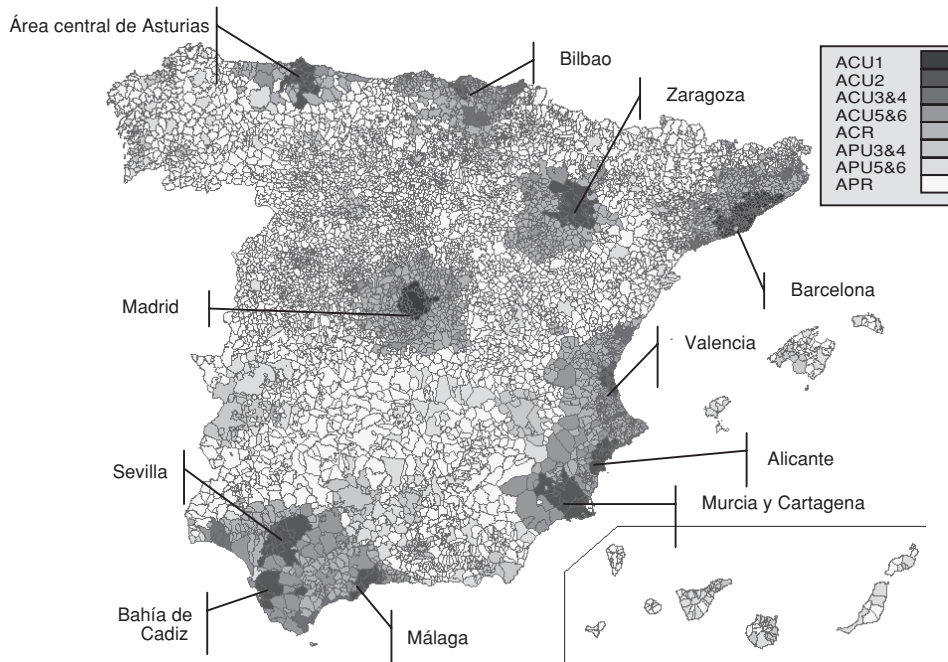 Área central de Asturias
Bilbao
Zaragoza
ACU1
ACU2
ACU3&4
ACU5&6
ACR
APU3&4
APU5&6
APR
Madrid
Barcelona
Valencia
Sevilla
Alicante
Murcia y Cartagena
Bahía de
Cadiz
Málaga